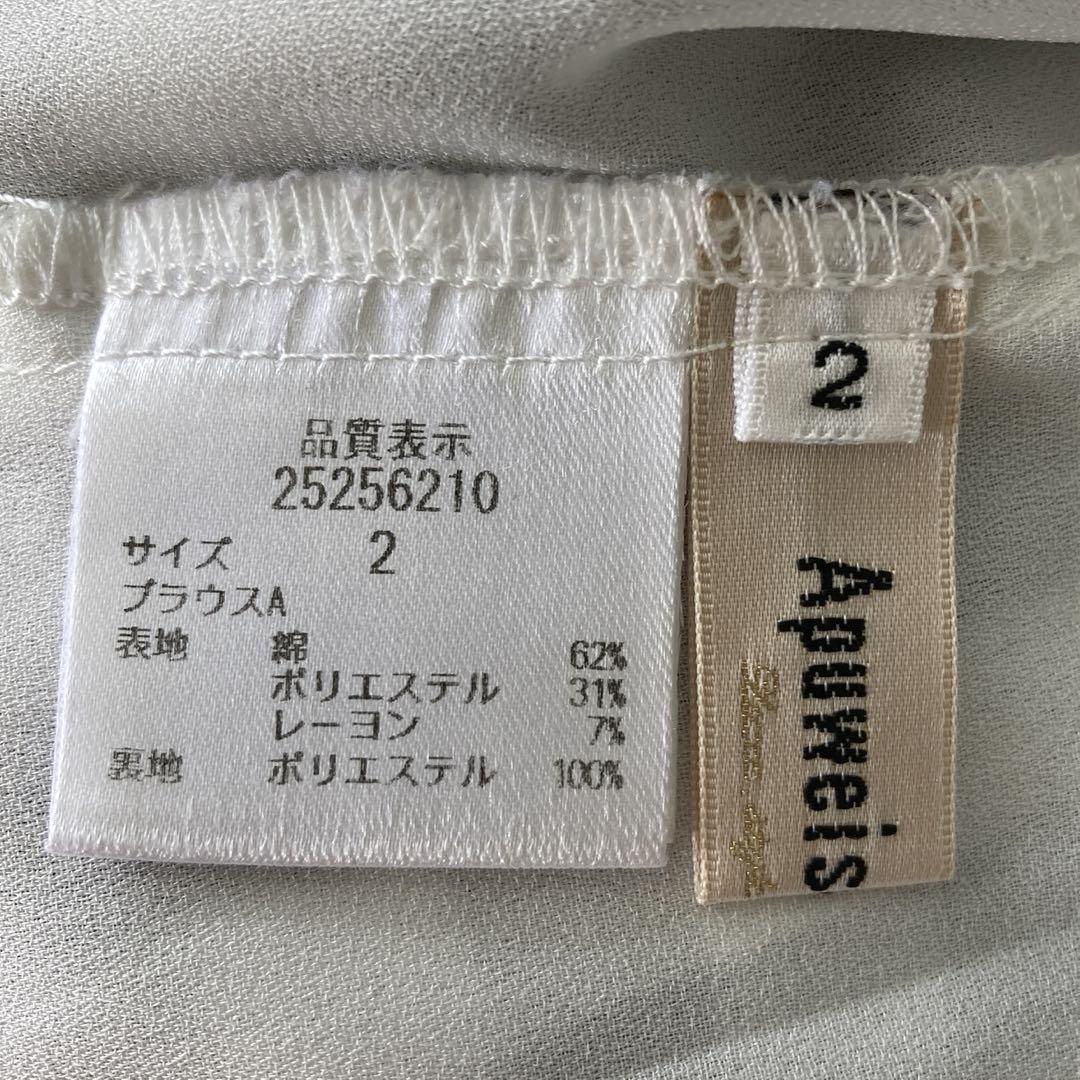 品質表示
25256210
サイズ 2
ブラウスA
表地 綿 62%
ポリエステル 31%
レーヨン 7%
裏地 ポリエステル 100%
2
Apuweis